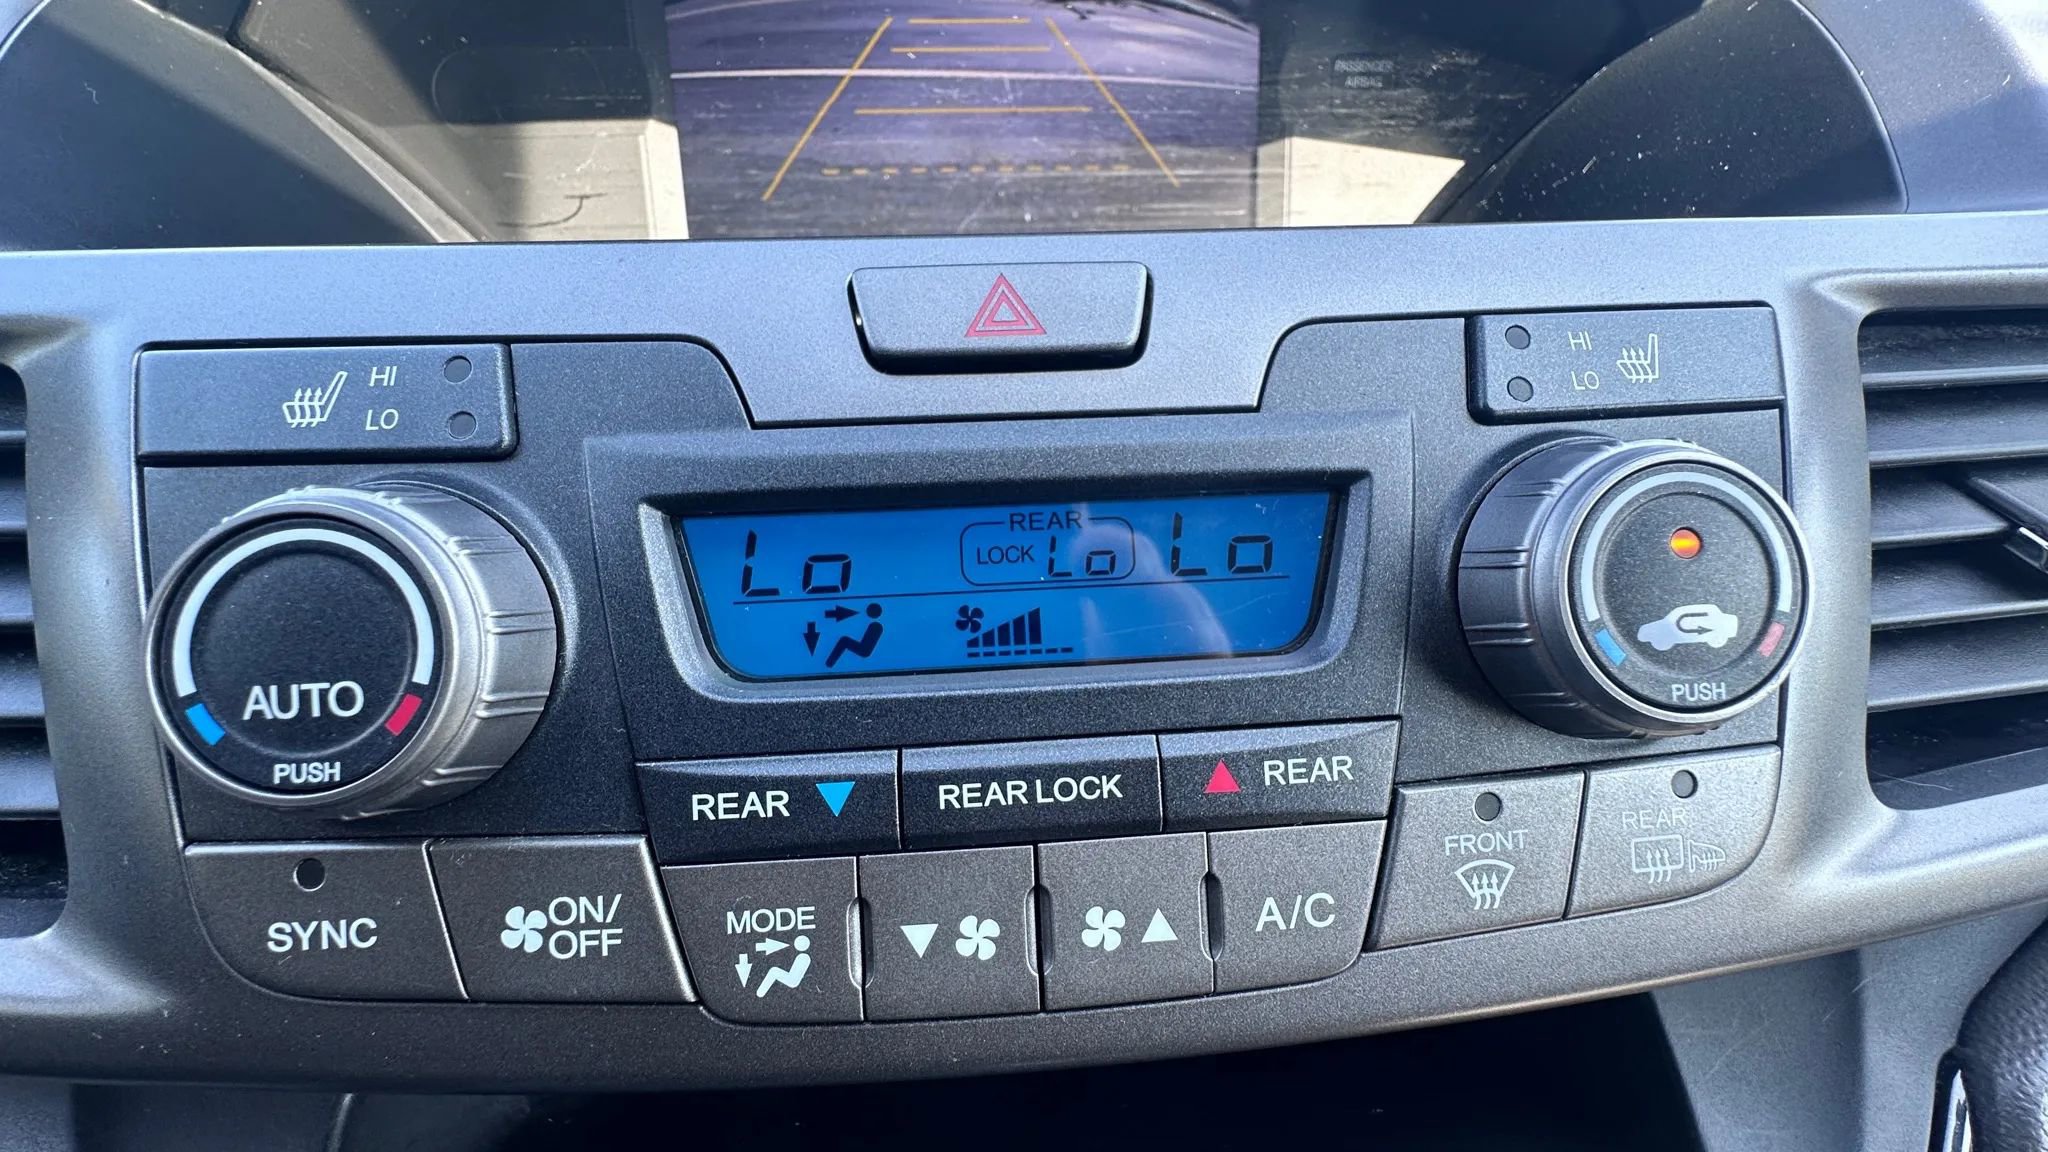 PASSENGER
AIRBAG
HI
LO
HI
LO
Lo
REAR
LOCK Lo
Lo
AUTO
PUSH
PUSH
REAR
REAR LOCK
REAR
SYNC
ON/
OFF
MODE
A/C
FRONT
REAR